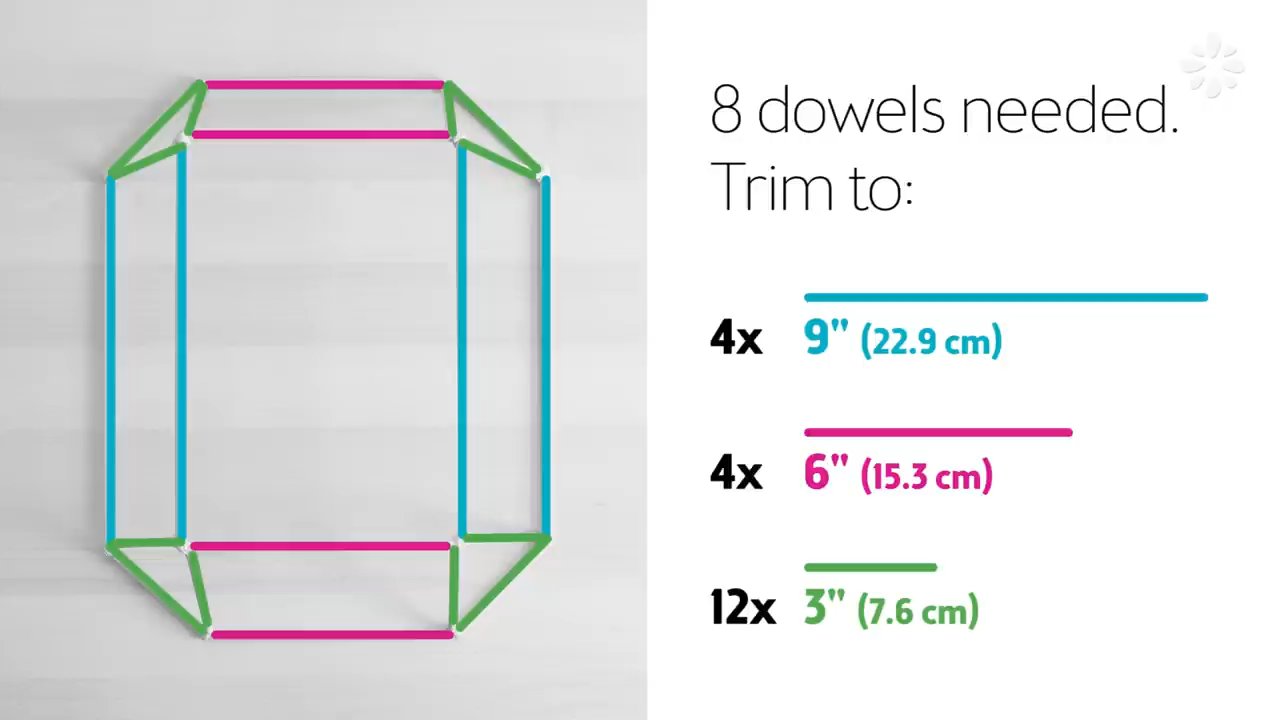 8 dowels needed.
Trim to:
4x 9" (22.9 cm)
4x 6" (15.3 cm)
12x 3" (7.6 cm)